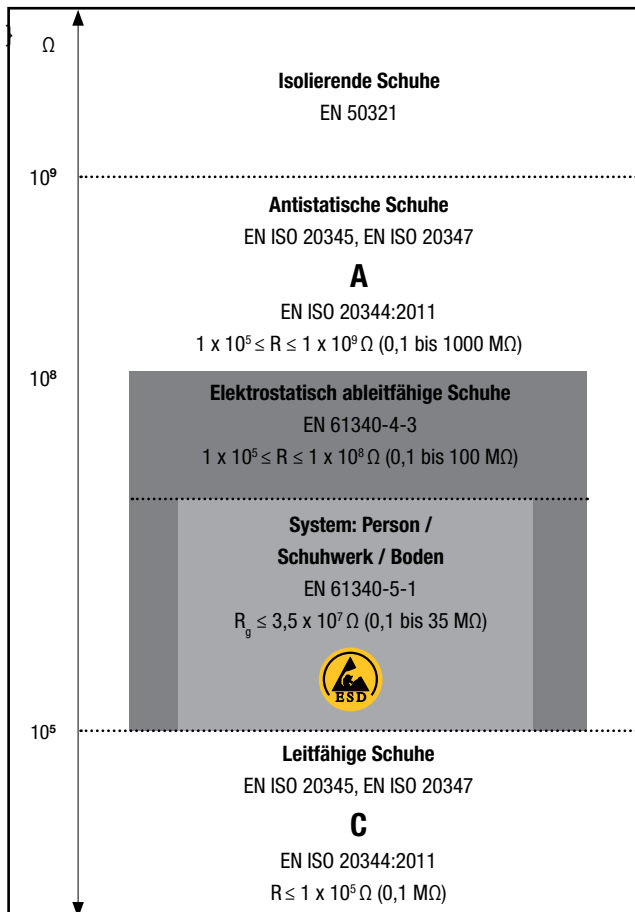 }
Ω
Isolierende Schuhe
EN 50321
10⁹
Antistatische Schuhe
EN ISO 20345, EN ISO 20347
A
EN ISO 20344:2011
1 x 10⁵ ≤ R ≤ 1 x 10⁹ Ω (0,1 bis 1000 MΩ)
10⁸
Elektrostatisch ableitfähige Schuhe
EN 61340-4-3
1 x 10⁵ ≤ R ≤ 1 x 10⁸ Ω (0,1 bis 100 MΩ)
System: Person /
Schuhwerk / Boden
EN 61340-5-1
R_g ≤ 3,5 x 10⁷ Ω (0,1 bis 35 MΩ)
ESD
10⁵
Leitfähige Schuhe
EN ISO 20345, EN ISO 20347
C
EN ISO 20344:2011
R ≤ 1 x 10⁵ Ω (0,1 MΩ)